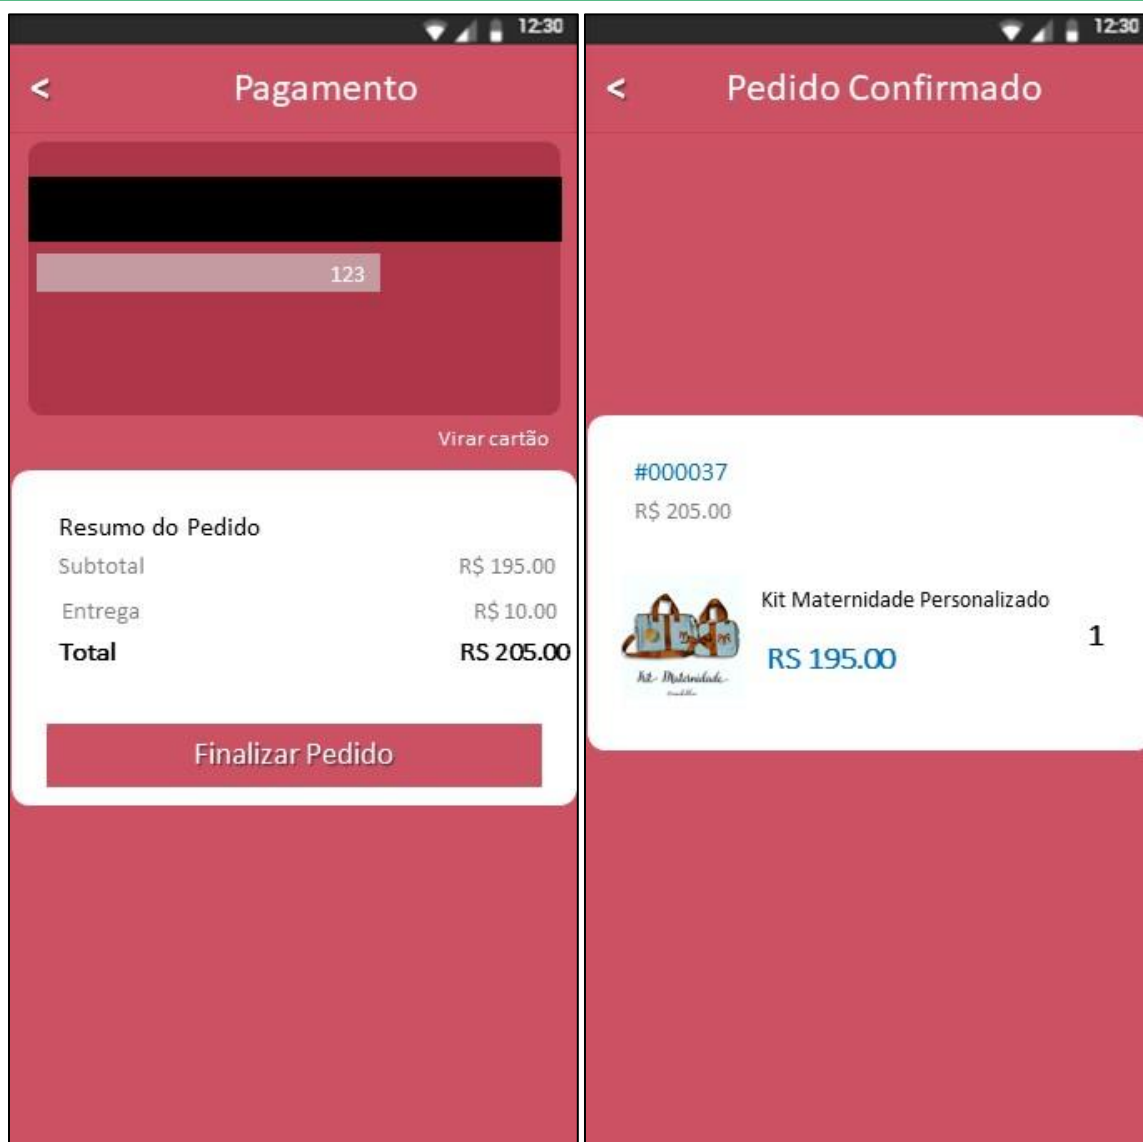 12:30
< Pagamento
123
Virar cartão
Resumo do Pedido
Subtotal R$ 195.00
Entrega R$ 10.00
Total RS 205.00
Finalizar Pedido
12:30
< Pedido Confirmado
#000037
R$ 205.00
Kit Maternidade Personalizado
1
RS 195.00
Kit Maternidade